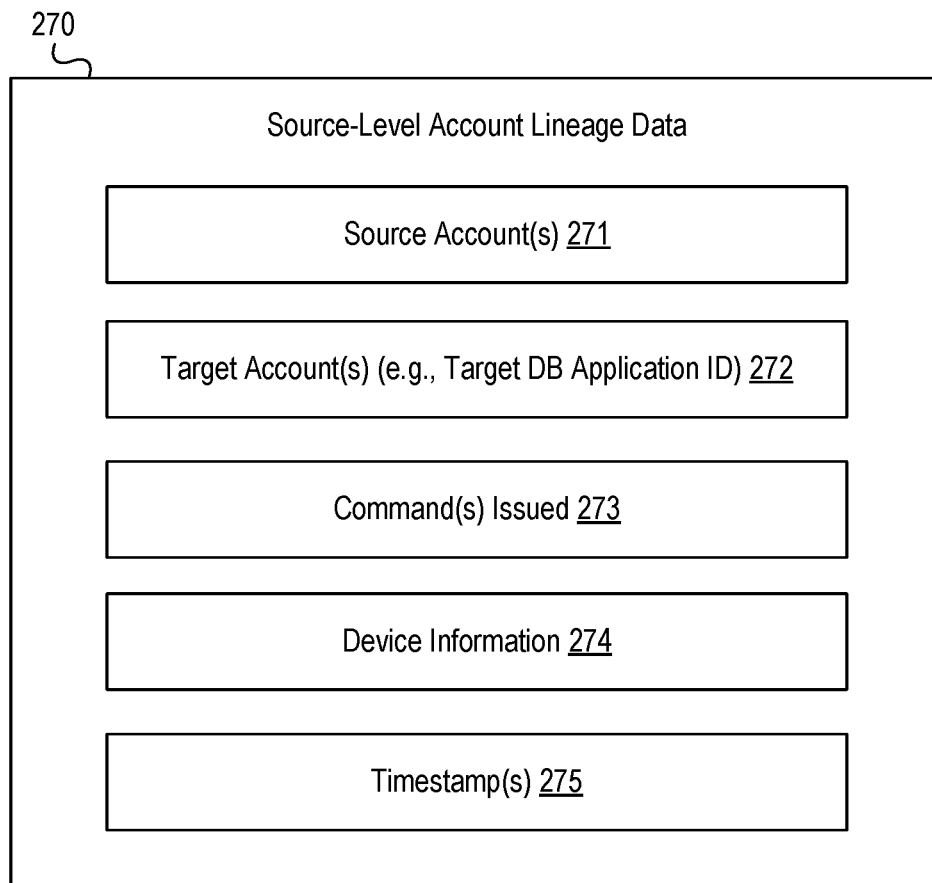 270
Source-Level Account Lineage Data
Source Account(s) 271
Target Account(s) (e.g., Target DB Application ID) 272
Command(s) Issued 273
Device Information 274
Timestamp(s) 275